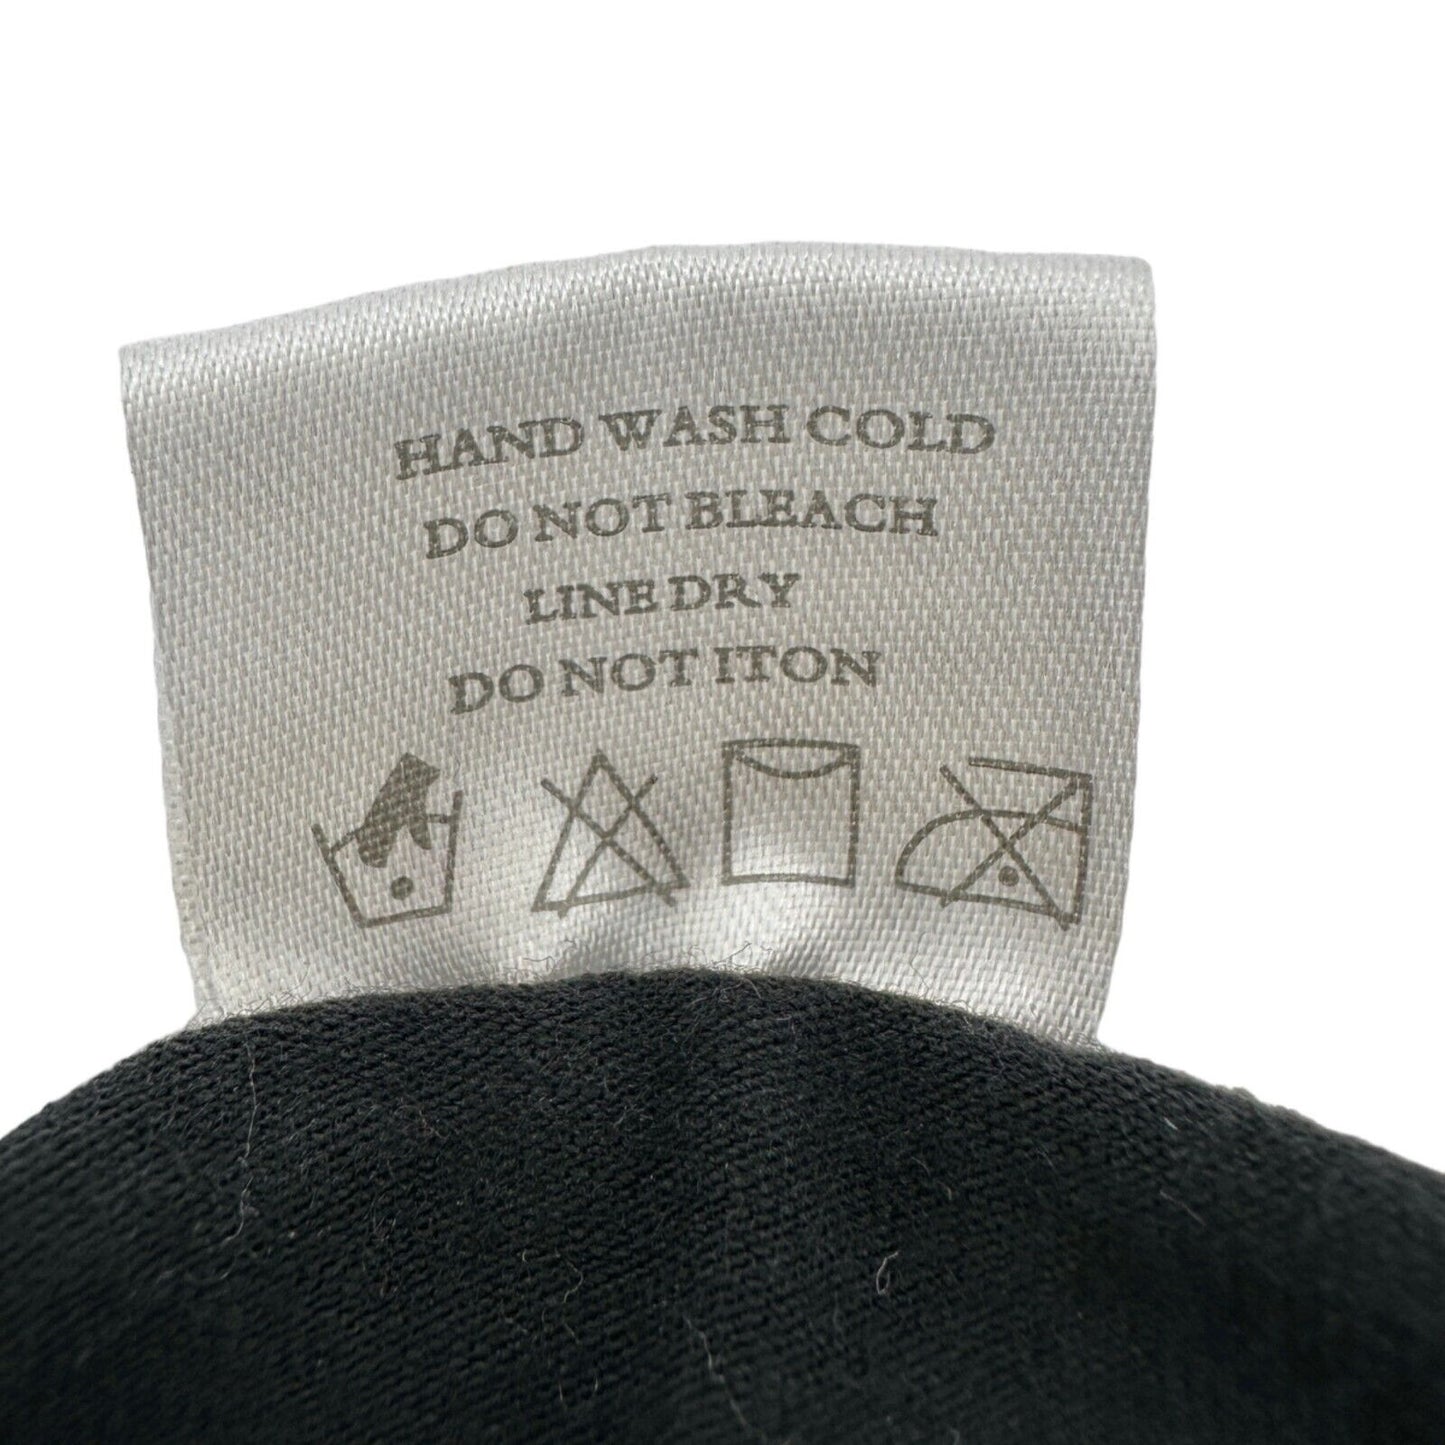 HAND WASH COLD
DO NOT BLEACH
LINE DRY
DO NOT ITON